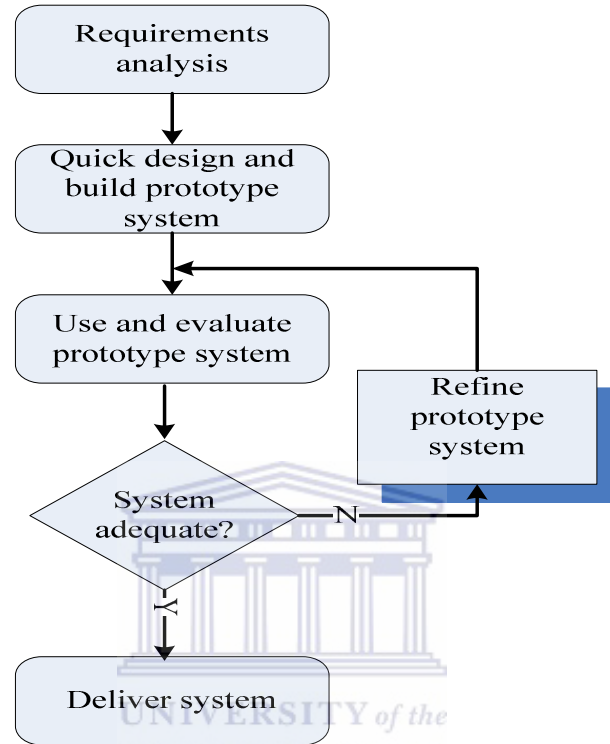 Requirements
analysis
Quick design and
build prototype
system
Use and evaluate
prototype system
Refine
prototype
system
System
adequate?
N
Y
Deliver system
UNIVERSITY of the